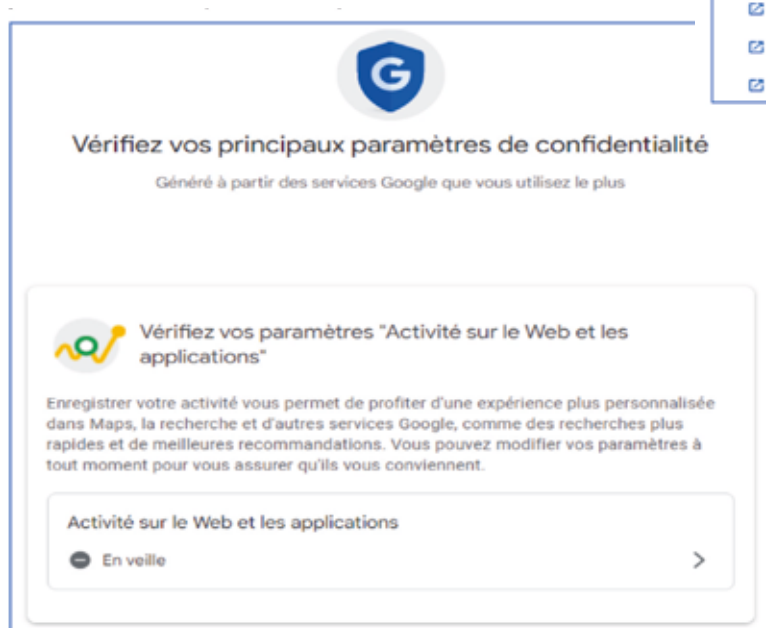 G
Vérifiez vos principaux paramètres de confidentialité
Généré à partir des services Google que vous utilisez le plus
Vérifiez vos paramètres "Activité sur le Web et les
applications"
Enregistrer votre activité vous permet de profiter d'une expérience plus personnalisée
dans Maps, la recherche et d'autres services Google, comme des recherches plus
rapides et de meilleures recommandations. Vous pouvez modifier vos paramètres à
tout moment pour vous assurer qu'ils vous conviennent.
Activité sur le Web et les applications
En veille